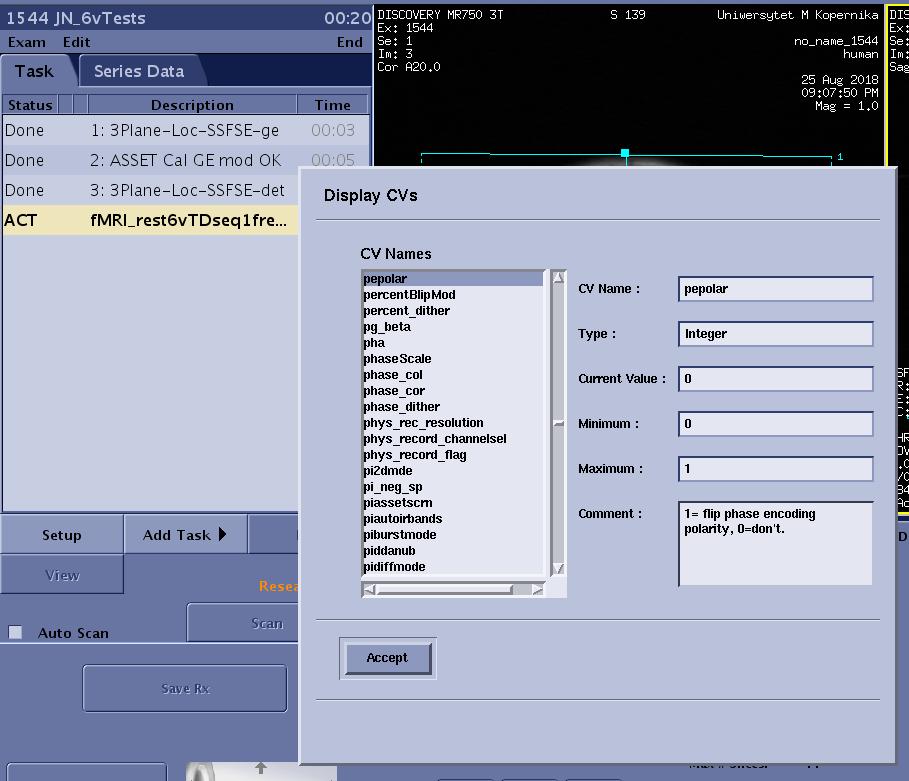 1544 JN_6vTests 00:20
Exam Edit End
Task Series Data
Status Description Time
Done 1: 3Plane-Loc-SSFSE-ge 00:03
Done 2: ASSET Cal GE mod OK 00:05
Done 3: 3Plane-Loc-SSFSE-det
ACT fMRI_rest6vTDseq1fre...
Setup Add Task
View
Auto Scan Scan
Save Rx
DISCOVERY MR750 3T S 139 Uniwersytet M Kopernika
Ex: 1544
Se: 1 no_name_1544
Im: 3 human
Cor A20.0
25 Aug 2018
09:07:50 PM
Mag = 1.0
1
DIS
Ex:
Se:
Im:
Sag
Display CVs
CV Names
pepolar
percentBlipMod
percent_dither
pg_beta
pha
phaseScale
phase_col
phase_cor
phase_dither
phys_rec_resolution
phys_record_channelsel
phys_record_flag
pi2dmde
pi_neg_sp
piassetscrn
piautoirbands
piburstmode
piddanub
pidiffmode
CV Name : pepolar
Type : Integer
Current Value : 0
Minimum : 0
Maximum : 1
Comment : 1= flip phase encoding
polarity, 0=don't.
Accept